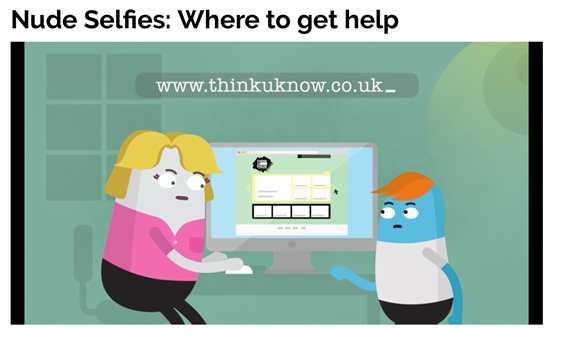 Nude Selfies: Where to get help
www.thinkuknow.co.uk_